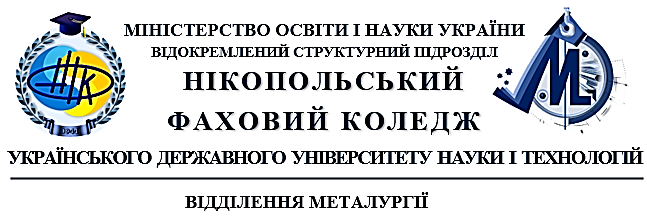 МІНІСТЕРСТВО ОСВІТИ І НАУКИ УКРАЇНИ
ВІДОКРЕМЛЕНИЙ СТРУКТУРНИЙ ПІДРОЗДІЛ
НІКОПОЛЬСЬКИЙ
ФАХОВИЙ КОЛЕДЖ
УКРАЇНСЬКОГО ДЕРЖАВНОГО УНІВЕРСИТЕТУ НАУКИ І ТЕХНОЛОГІЙ
ВІДДІЛЕННЯ МЕТАЛУРГІЇ